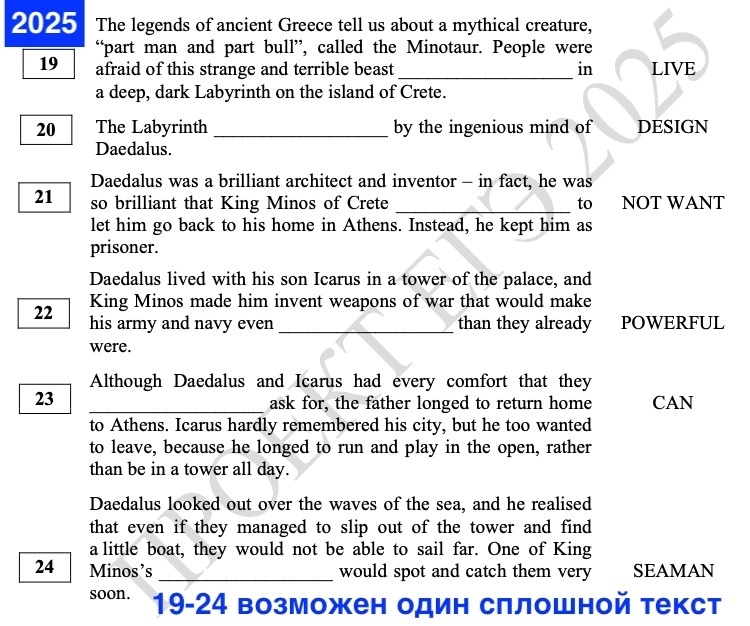 2025
The legends of ancient Greece tell us about a mythical creature,
“part man and part bull”, called the Minotaur. People were
19 afraid of this strange and terrible beast ____________________ in LIVE
a deep, dark Labyrinth on the island of Crete.
20 The Labyrinth ____________________ by the ingenious mind of DESIGN
Daedalus.
Daedalus was a brilliant architect and inventor – in fact, he was
21 so brilliant that King Minos of Crete ____________________ to NOT WANT
let him go back to his home in Athens. Instead, he kept him as
prisoner.
Daedalus lived with his son Icarus in a tower of the palace, and
King Minos made him invent weapons of war that would make
22 his army and navy even ____________________ than they already POWERFUL
were.
Although Daedalus and Icarus had every comfort that they
23 ____________________ ask for, the father longed to return home CAN
to Athens. Icarus hardly remembered his city, but he too wanted
to leave, because he longed to run and play in the open, rather
than be in a tower all day.
Daedalus looked out over the waves of the sea, and he realised
that even if they managed to slip out of the tower and find
a little boat, they would not be able to sail far. One of King
24 Minos’s ____________________ would spot and catch them very SEAMAN
soon.
19-24 возможен один сплошной текст
ПРОЕКТ ЕГЭ 2025